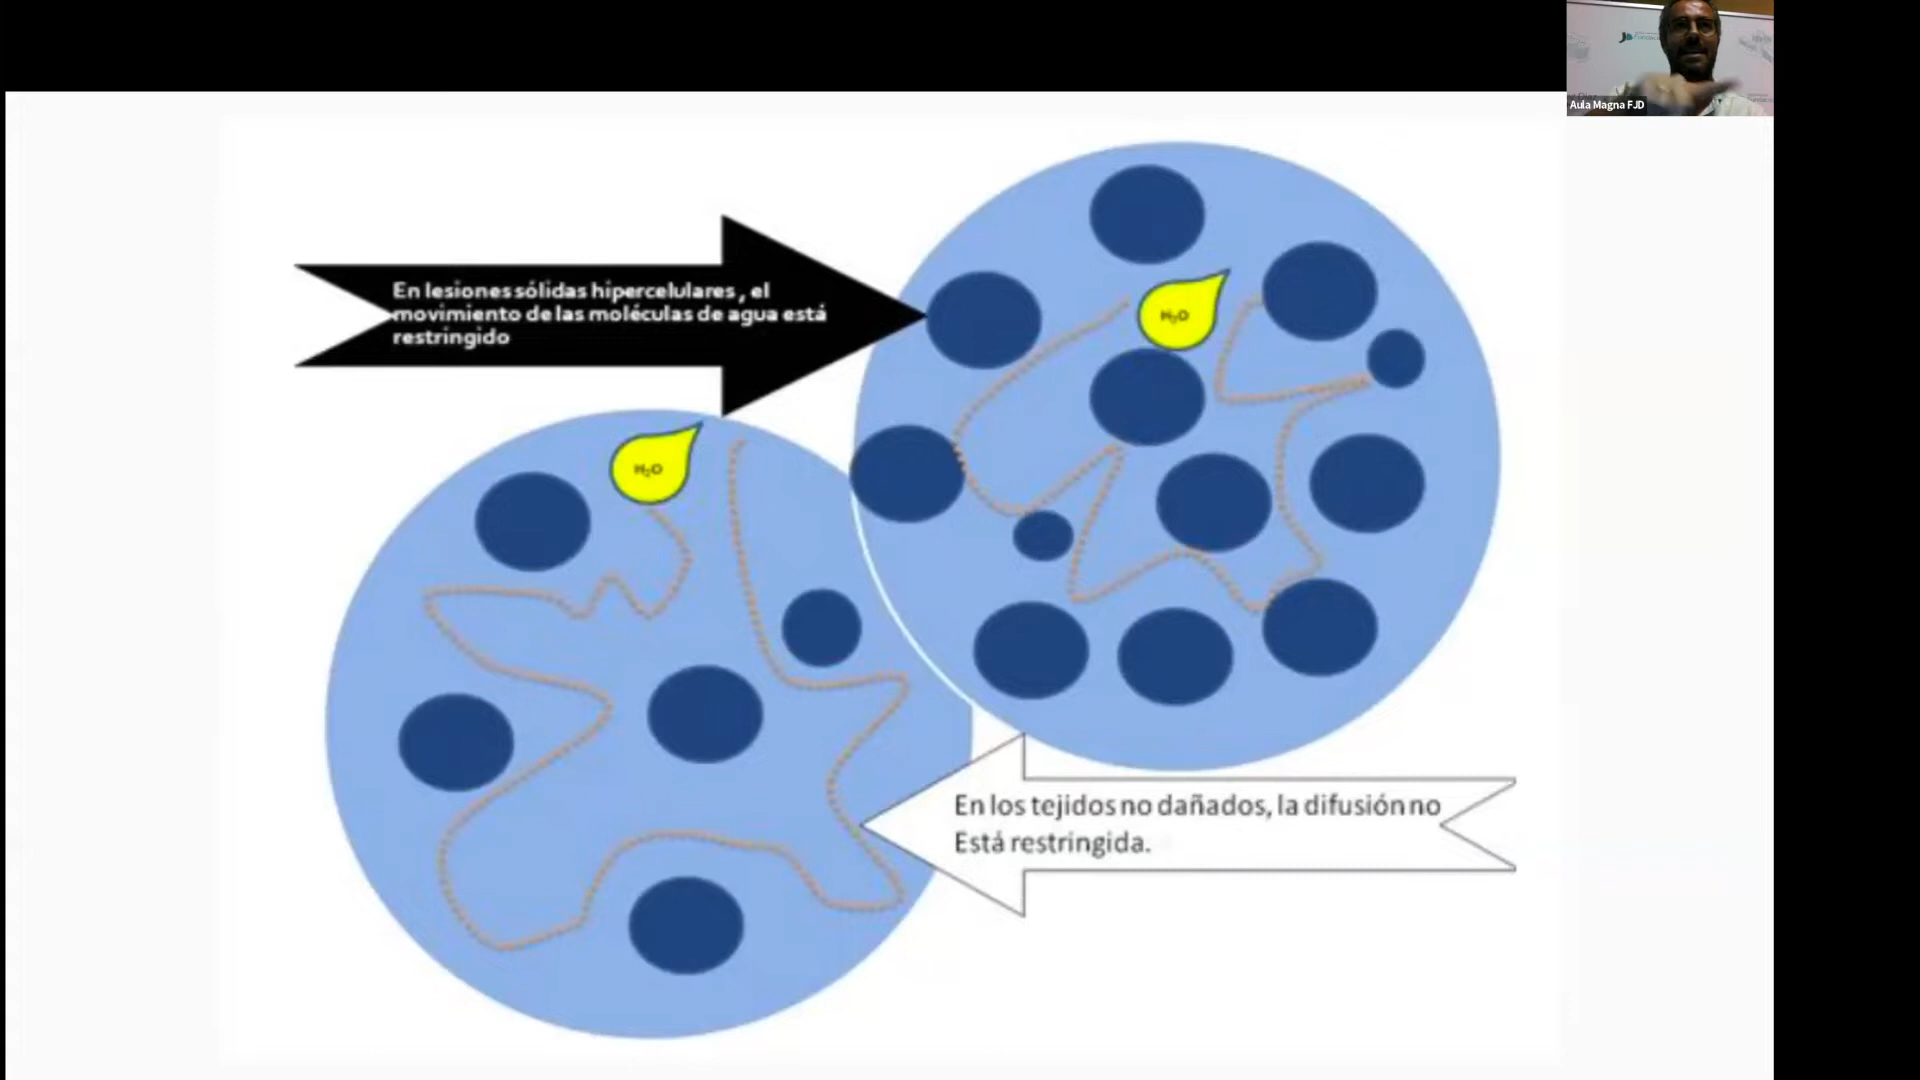 Aula Magna FJD
En lesiones sólidas hipercelulares , el
movimiento de las moléculas de agua está
restringido
H₂O
H₂O
En los tejidos no dañados, la difusión no
Está restringida.